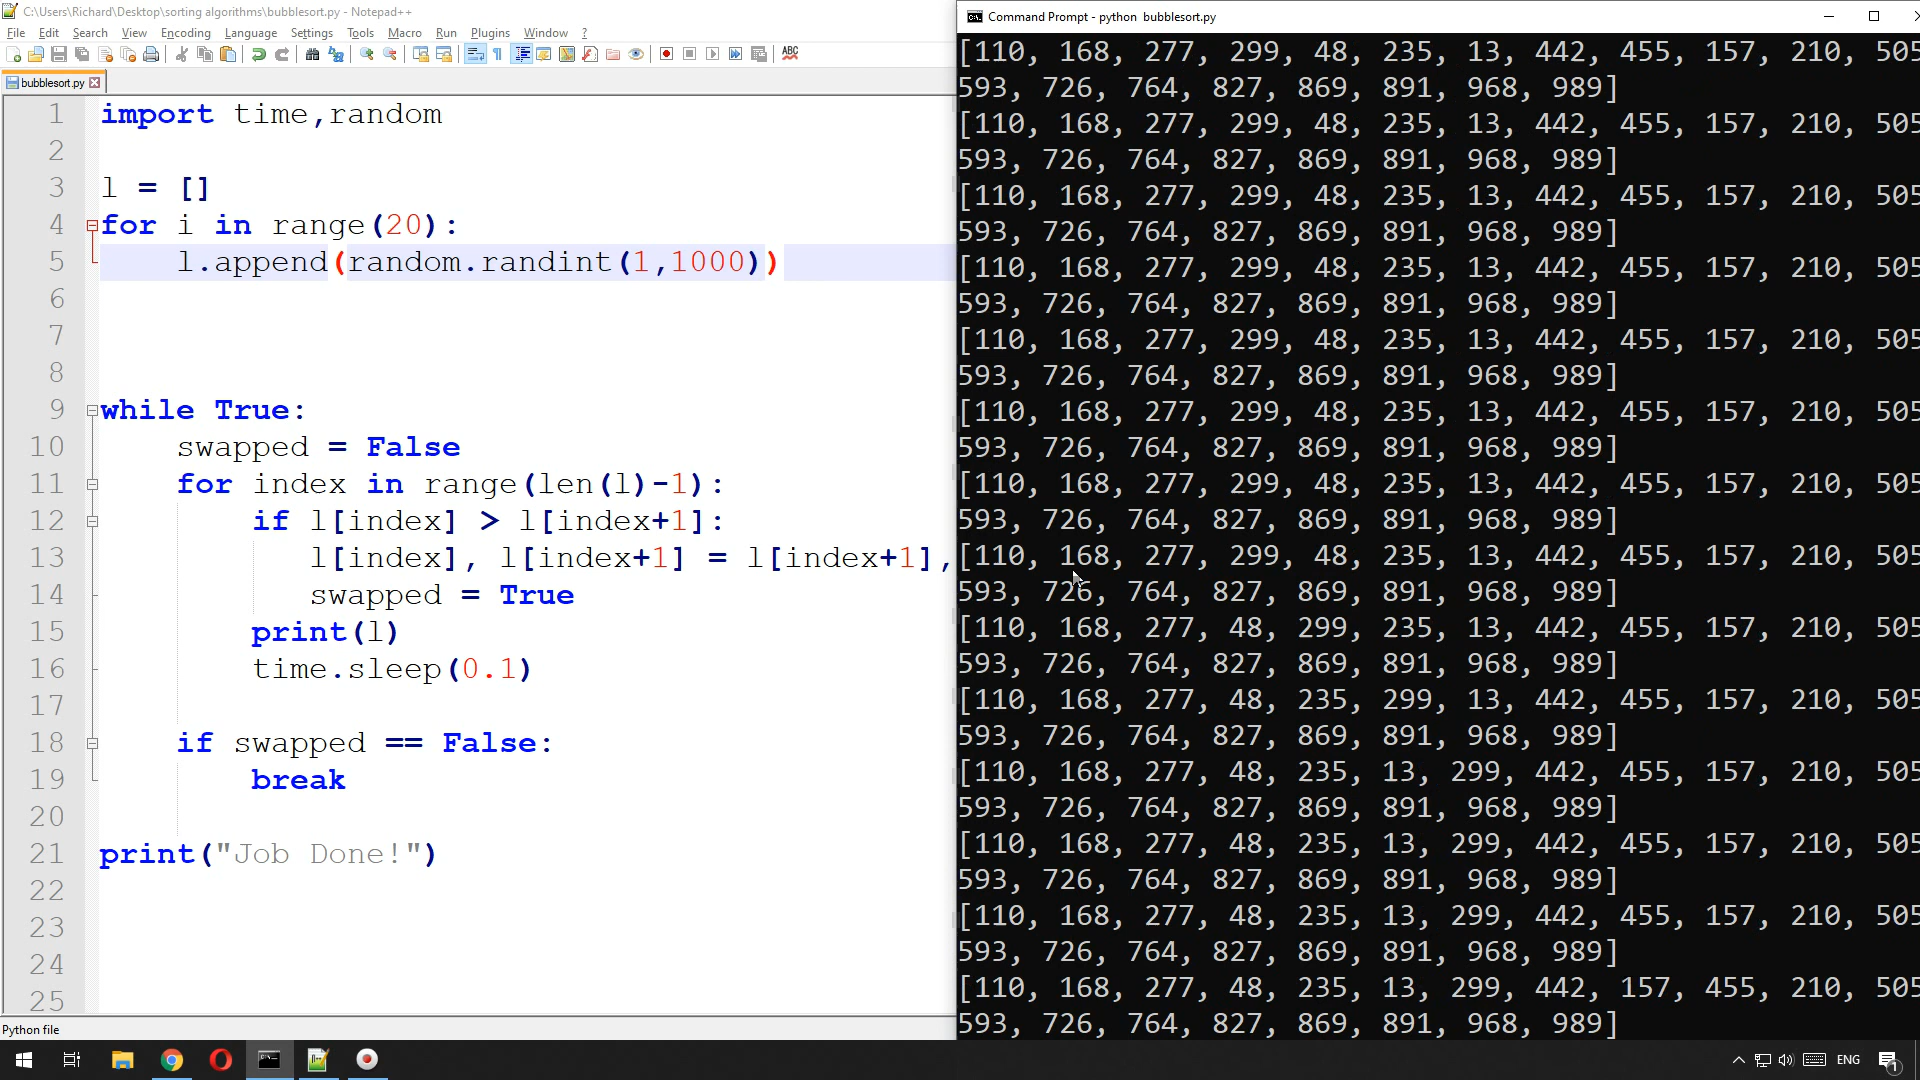 C:\Users\Richard\Desktop\sorting algorithms\bubblesort.py - Notepad++
File Edit Search View Encoding Language Settings Tools Macro Run Plugins Window ?
ABC
bubblesort.py
1 import time,random
2
3 l = []
4 for i in range(20):
5 l.append(random.randint(1,1000))
6
7
8
9 while True:
10 swapped = False
11 for index in range(len(l)-1):
12 if l[index] > l[index+1]:
13 l[index], l[index+1] = l[index+1],
14 swapped = True
15 print(l)
16 time.sleep(0.1)
17
18 if swapped == False:
19 break
20
21 print("Job Done!")
22
23
24
25
Python file
Command Prompt - python bubblesort.py
[110, 168, 277, 299, 48, 235, 13, 442, 455, 157, 210, 505
593, 726, 764, 827, 869, 891, 968, 989]
[110, 168, 277, 299, 48, 235, 13, 442, 455, 157, 210, 505
593, 726, 764, 827, 869, 891, 968, 989]
[110, 168, 277, 299, 48, 235, 13, 442, 455, 157, 210, 505
593, 726, 764, 827, 869, 891, 968, 989]
[110, 168, 277, 299, 48, 235, 13, 442, 455, 157, 210, 505
593, 726, 764, 827, 869, 891, 968, 989]
[110, 168, 277, 299, 48, 235, 13, 442, 455, 157, 210, 505
593, 726, 764, 827, 869, 891, 968, 989]
[110, 168, 277, 299, 48, 235, 13, 442, 455, 157, 210, 505
593, 726, 764, 827, 869, 891, 968, 989]
[110, 168, 277, 299, 48, 235, 13, 442, 455, 157, 210, 505
593, 726, 764, 827, 869, 891, 968, 989]
[110, 168, 277, 299, 48, 235, 13, 442, 455, 157, 210, 505
593, 726, 764, 827, 869, 891, 968, 989]
[110, 168, 277, 48, 299, 235, 13, 442, 455, 157, 210, 505
593, 726, 764, 827, 869, 891, 968, 989]
[110, 168, 277, 48, 235, 299, 13, 442, 455, 157, 210, 505
593, 726, 764, 827, 869, 891, 968, 989]
[110, 168, 277, 48, 235, 13, 299, 442, 455, 157, 210, 505
593, 726, 764, 827, 869, 891, 968, 989]
[110, 168, 277, 48, 235, 13, 299, 442, 455, 157, 210, 505
593, 726, 764, 827, 869, 891, 968, 989]
[110, 168, 277, 48, 235, 13, 299, 442, 455, 157, 210, 505
593, 726, 764, 827, 869, 891, 968, 989]
[110, 168, 277, 48, 235, 13, 299, 442, 157, 455, 210, 505
593, 726, 764, 827, 869, 891, 968, 989]
ENG
1